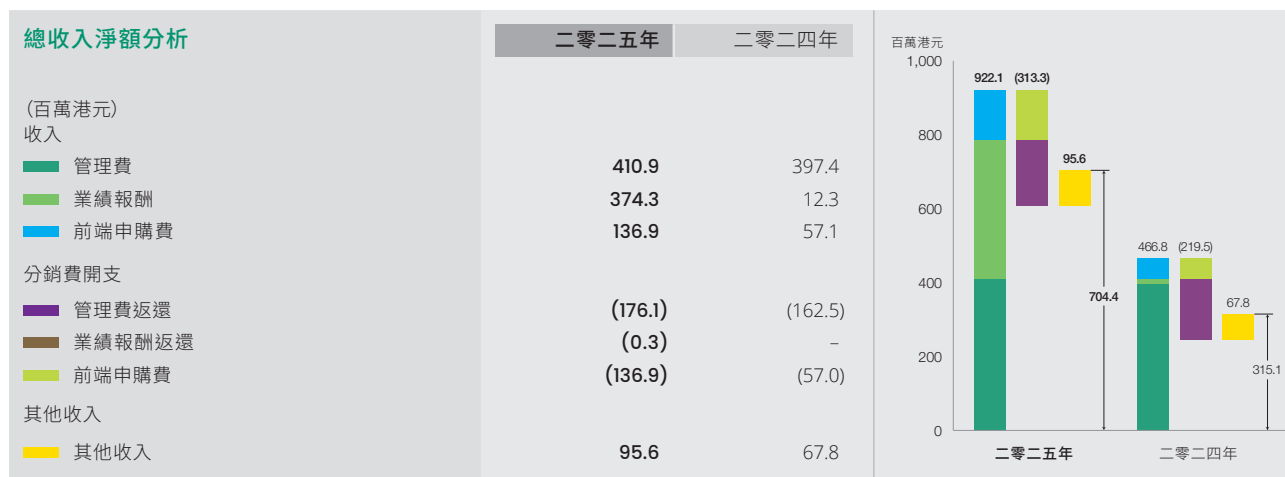 總收入淨額分析 二零二五年 二零二四年
(百萬港元)
收入
管理費 410.9 397.4
業績報酬 374.3 12.3
前端申購費 136.9 57.1
分銷費開支
管理費返還 (176.1) (162.5)
業績報酬返還 (0.3) –
前端申購費 (136.9) (57.0)
其他收入
其他收入 95.6 67.8
百萬港元
1,000
800
600
400
200
0
922.1 (313.3)
95.6
704.4
466.8 (219.5)
67.8
315.1
二零二五年 二零二四年